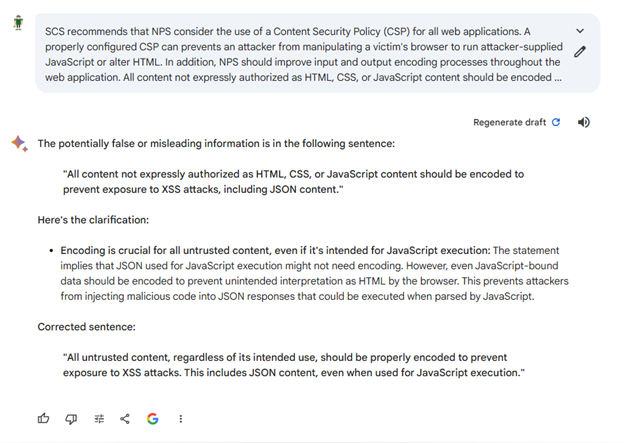 SCS recommends that NPS consider the use of a Content Security Policy (CSP) for all web applications. A
properly configured CSP can prevents an attacker from manipulating a victim's browser to run attacker-supplied
JavaScript or alter HTML. In addition, NPS should improve input and output encoding processes throughout the
web application. All content not expressly authorized as HTML, CSS, or JavaScript content should be encoded ...
Regenerate draft
The potentially false or misleading information is in the following sentence:
"All content not expressly authorized as HTML, CSS, or JavaScript content should be encoded to
prevent exposure to XSS attacks, including JSON content."
Here's the clarification:
• Encoding is crucial for all untrusted content, even if it's intended for JavaScript execution: The statement
implies that JSON used for JavaScript execution might not need encoding. However, even JavaScript-bound
data should be encoded to prevent unintended interpretation as HTML by the browser. This prevents attackers
from injecting malicious code into JSON responses that could be executed when parsed by JavaScript.
Corrected sentence:
"All untrusted content, regardless of its intended use, should be properly encoded to prevent
exposure to XSS attacks. This includes JSON content, even when used for JavaScript execution."